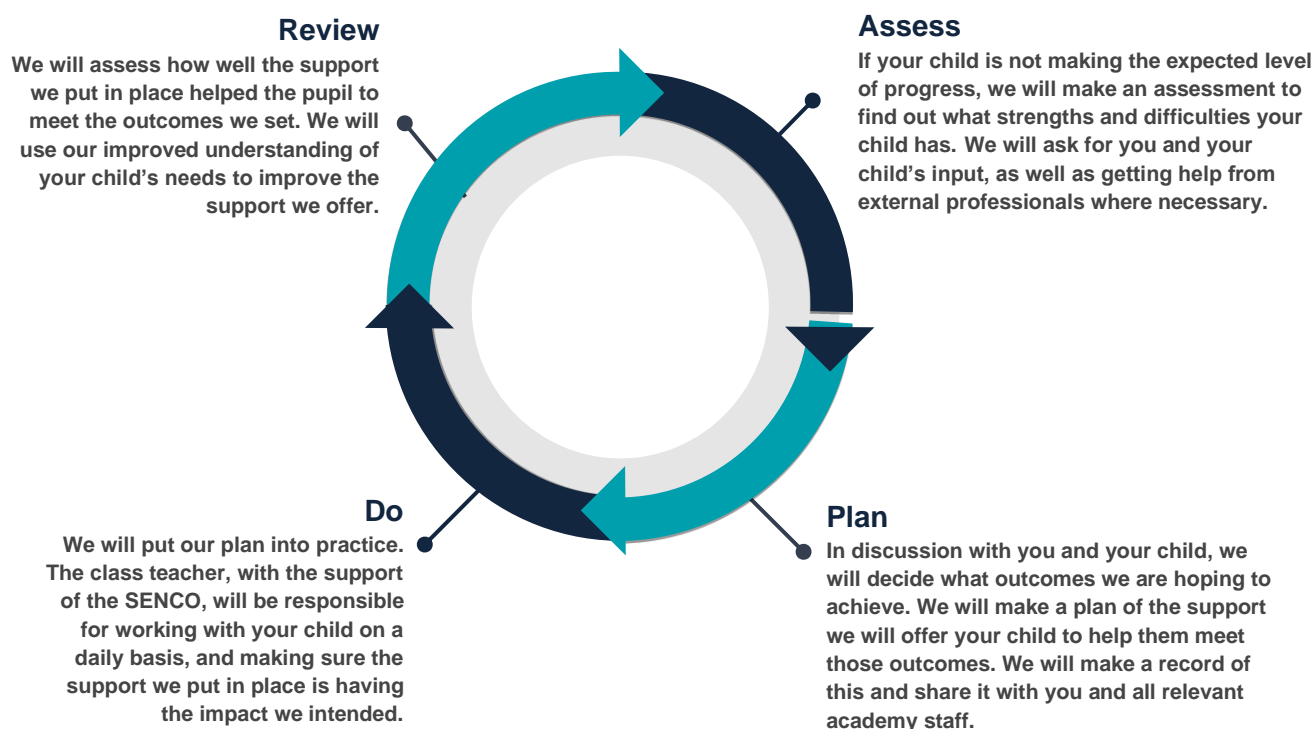 Review
We will assess how well the support
we put in place helped the pupil to
meet the outcomes we set. We will
use our improved understanding of
your child’s needs to improve the
support we offer.
Assess
If your child is not making the expected level
of progress, we will make an assessment to
find out what strengths and difficulties your
child has. We will ask for you and your
child’s input, as well as getting help from
external professionals where necessary.
Do
We will put our plan into practice.
The class teacher, with the support
of the SENCO, will be responsible
for working with your child on a
daily basis, and making sure the
support we put in place is having
the impact we intended.
Plan
In discussion with you and your child, we
will decide what outcomes we are hoping to
achieve. We will make a plan of the support
we will offer your child to help them meet
those outcomes. We will make a record of
this and share it with you and all relevant
academy staff.